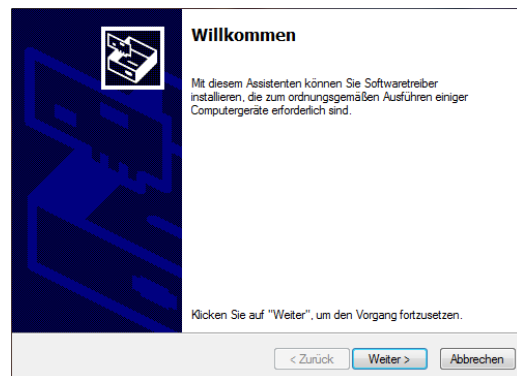 Willkommen
Mit diesem Assistenten können Sie Softwaretreiber
installieren, die zum ordnungsgemäßen Ausführen einiger
Computergeräte erforderlich sind.
Klicken Sie auf "Weiter", um den Vorgang fortzusetzen.
< Zurück Weiter > Abbrechen